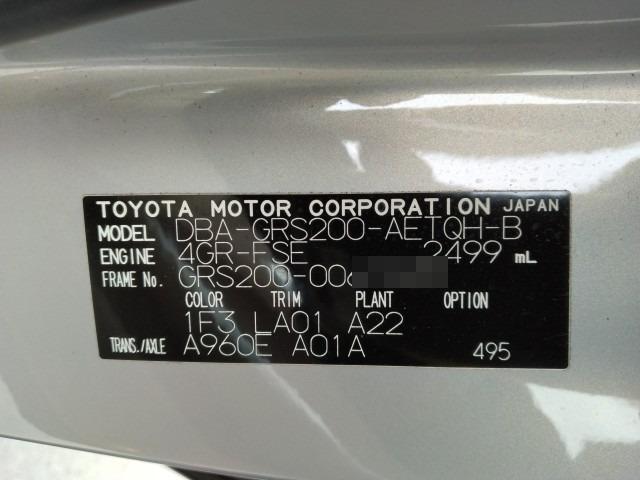 TOYOTA MOTOR CORPORATION JAPAN
MODEL DBA-GRS200-AETQH-B
ENGINE 4GR-FSE 2499 mL
FRAME No. GRS200-006
COLOR TRIM PLANT OPTION
1F3 LA01 A22
TRANS./AXLE A960E A01A 495